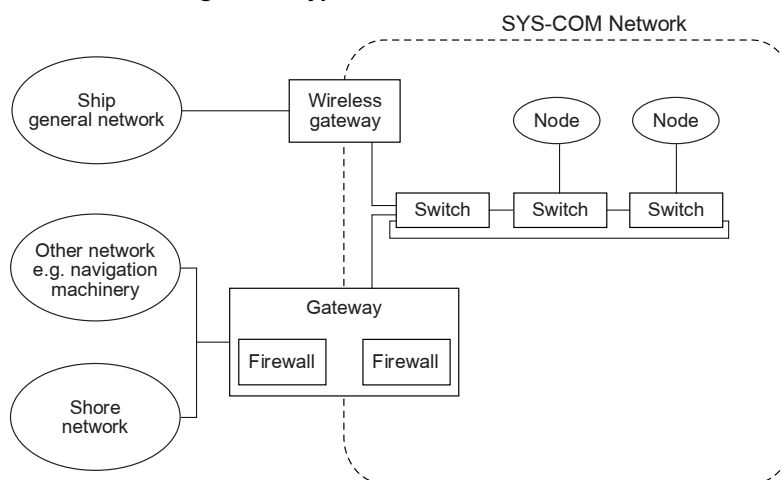 SYS-COM Network
Ship
general network
Wireless
gateway
Node
Node
Switch
Switch
Switch
Other network
e.g. navigation
machinery
Gateway
Firewall
Firewall
Shore
network